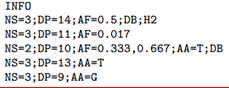 INFO
NS=3;DP=14;AF=0.5;DB;H2
NS=3;DP=11;AF=0.017
NS=2;DP=10;AF=0.333,0.667;AA=T;DB
NS=3;DP=13;AA=T
NS=3;DP=9;AA=G